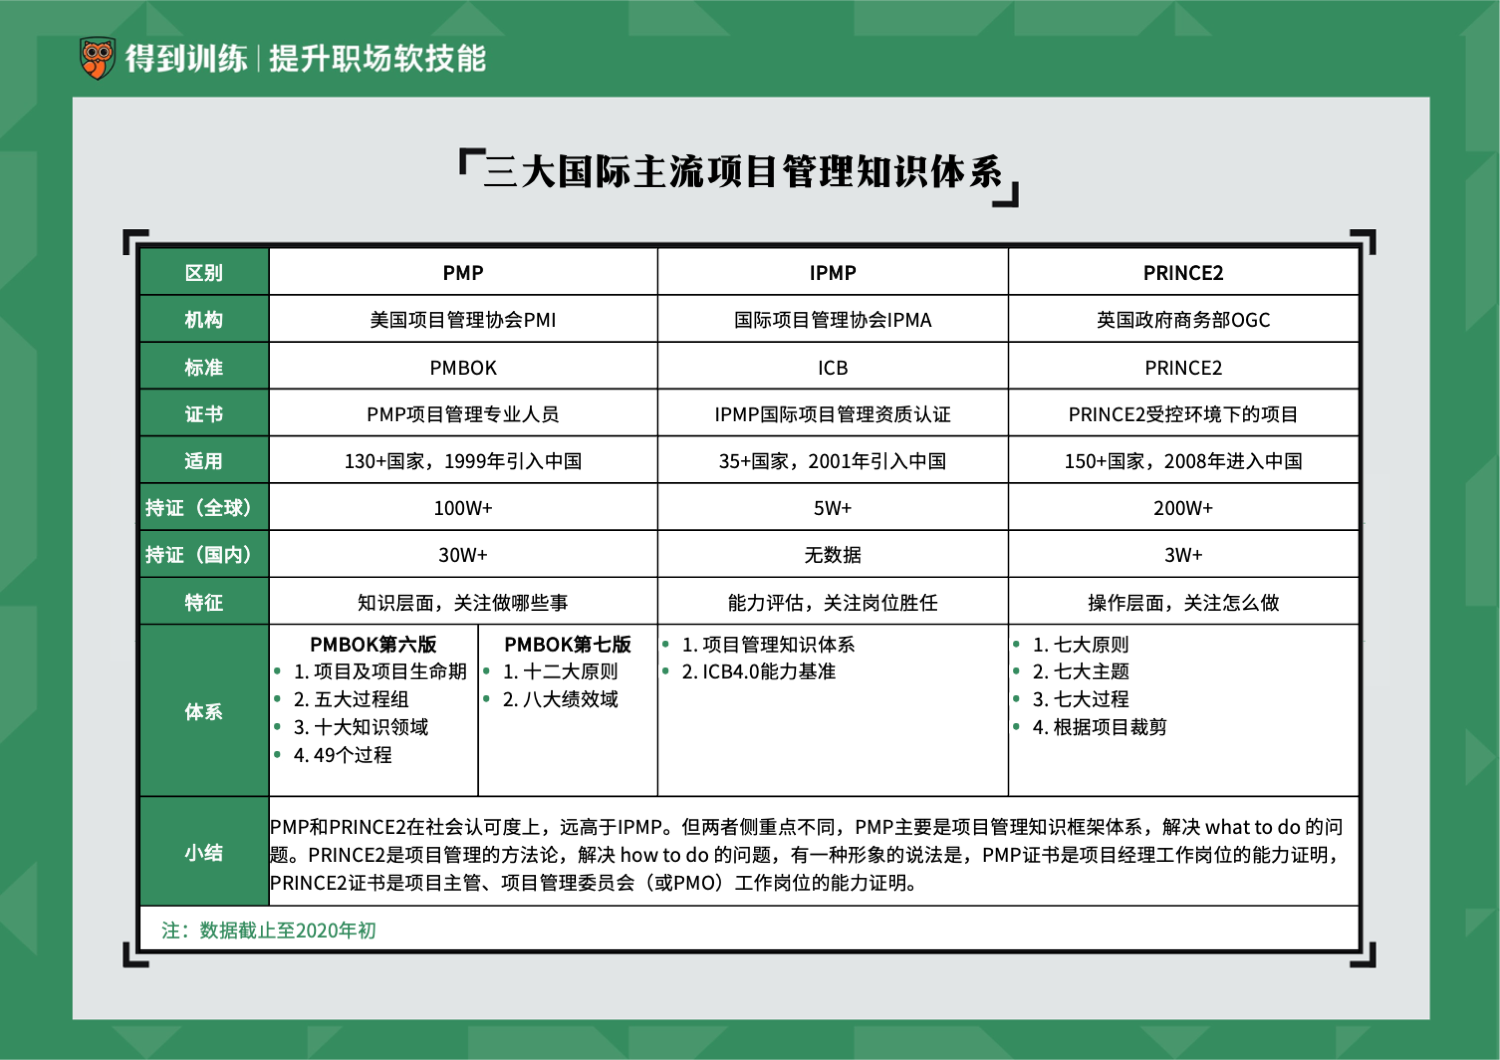 得到训练|提升职场软技能
三大国际主流项目管理知识体系
区别 PMP IPMP PRINCE2
机构 美国项目管理协会PMI 国际项目管理协会IPMA 英国政府商务部OGC
标准 PMBOK ICB PRINCE2
证书 PMP项目管理专业人员 IPMP国际项目管理资质认证 PRINCE2受控环境下的项目
适用 130+国家，1999年引入中国 35+国家，2001年引入中国 150+国家，2008年进入中国
持证（全球） 100W+ 5W+ 200W+
持证（国内） 30W+ 无数据 3W+
特征 知识层面，关注做哪些事 能力评估，关注岗位胜任 操作层面，关注怎么做
体系
PMBOK第六版
• 1. 项目及项目生命期
• 2. 五大过程组
• 3. 十大知识领域
• 4. 49个过程
PMBOK第七版
• 1. 十二大原则
• 2. 八大绩效域
• 1. 项目管理知识体系
• 2. ICB4.0能力基准
• 1. 七大原则
• 2. 七大主题
• 3. 七大过程
• 4. 根据项目裁剪
小结
PMP和PRINCE2在社会认可度上，远高于IPMP。但两者侧重点不同，PMP主要是项目管理知识框架体系，解决 what to do 的问
题。PRINCE2是项目管理的方法论，解决 how to do 的问题，有一种形象的说法是，PMP证书是项目经理工作岗位的能力证明，
PRINCE2证书是项目主管、项目管理委员会（或PMO）工作岗位的能力证明。
注：数据截止至2020年初